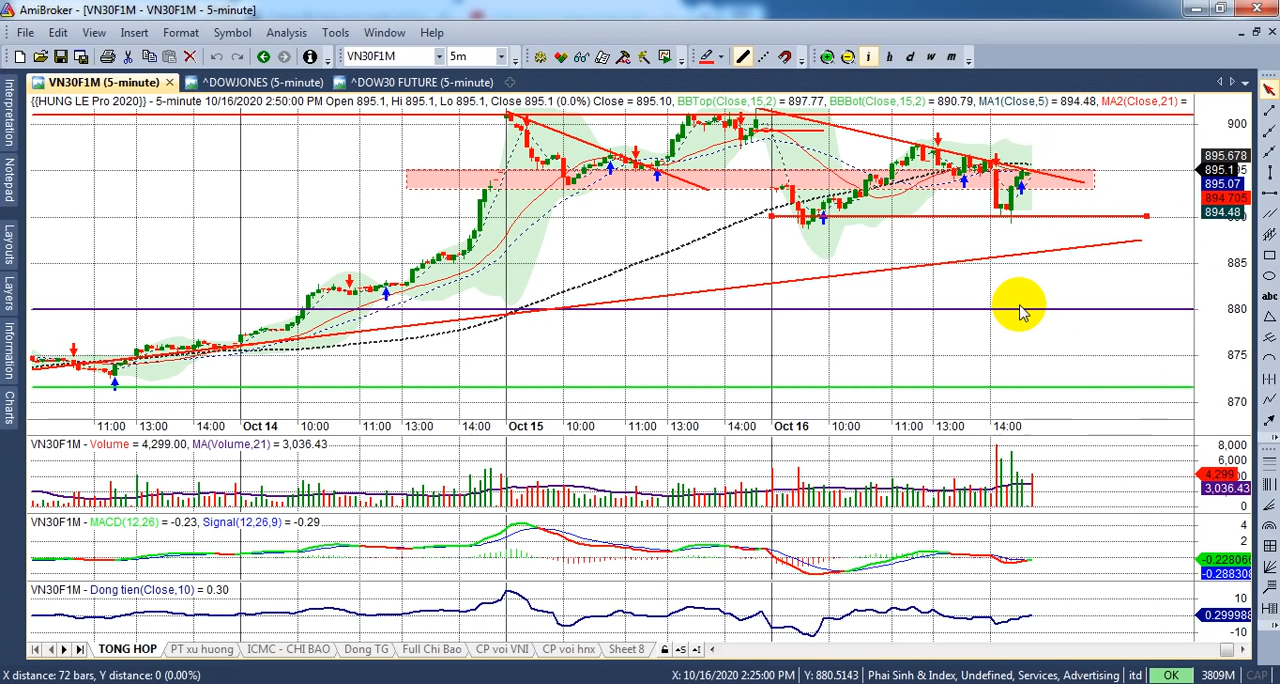 AmiBroker - [VN30F1M - VN30F1M - 5-minute]
File Edit View Insert Format Symbol Analysis Tools Window Help
VN30F1M 5m i h d w m
VN30F1M (5-minute) ^DOWJONES (5-minute) ^DOW30 FUTURE (5-minute)
{{HUNG LE Pro 2020}} - 5-minute 10/16/2020 2:50:00 PM Open 895.1, Hi 895.1, Lo 895.1, Close 895.1 (0.0%) Close = 895.10, BBTop(Close,15,2) = 897.77, BBBot(Close,15,2) = 890.79, MA1(Close,5) = 894.48, MA2(Close,21) =
Interpretation
Notepad
Layouts
Layers
Information
Charts
900
895.678
895.1
895.07
894.705
894.48
885
880
875
870
abc
11:00 13:00 14:00 Oct 14 10:00 11:00 13:00 14:00 Oct 15 10:00 11:00 13:00 14:00 Oct 16 10:00 11:00 13:00 14:00
VN30F1M - Volume = 4,299.00, MA(Volume,21) = 3,036.43
8,000
6,000
4,299
3,036.43
0
VN30F1M - MACD(12,26) = -0.23, Signal(12,26,9) = -0.29
4
2
-0.228066
-0.288308
VN30F1M - Dong tien(Close,10) = 0.30
10
0.299988
-10
TONG HOP PT xu huong ICMC - CHI BAO Dong TG Full Chi Bao CP voi VNI CP voi hnx Sheet 8
X distance: 72 bars, Y distance: 0 (0.00%) X: 10/16/2020 2:25:00 PM Y: 880.5143 Phai Sinh & Index, Undefined, Services, Advertising itd OK 3809M CAP